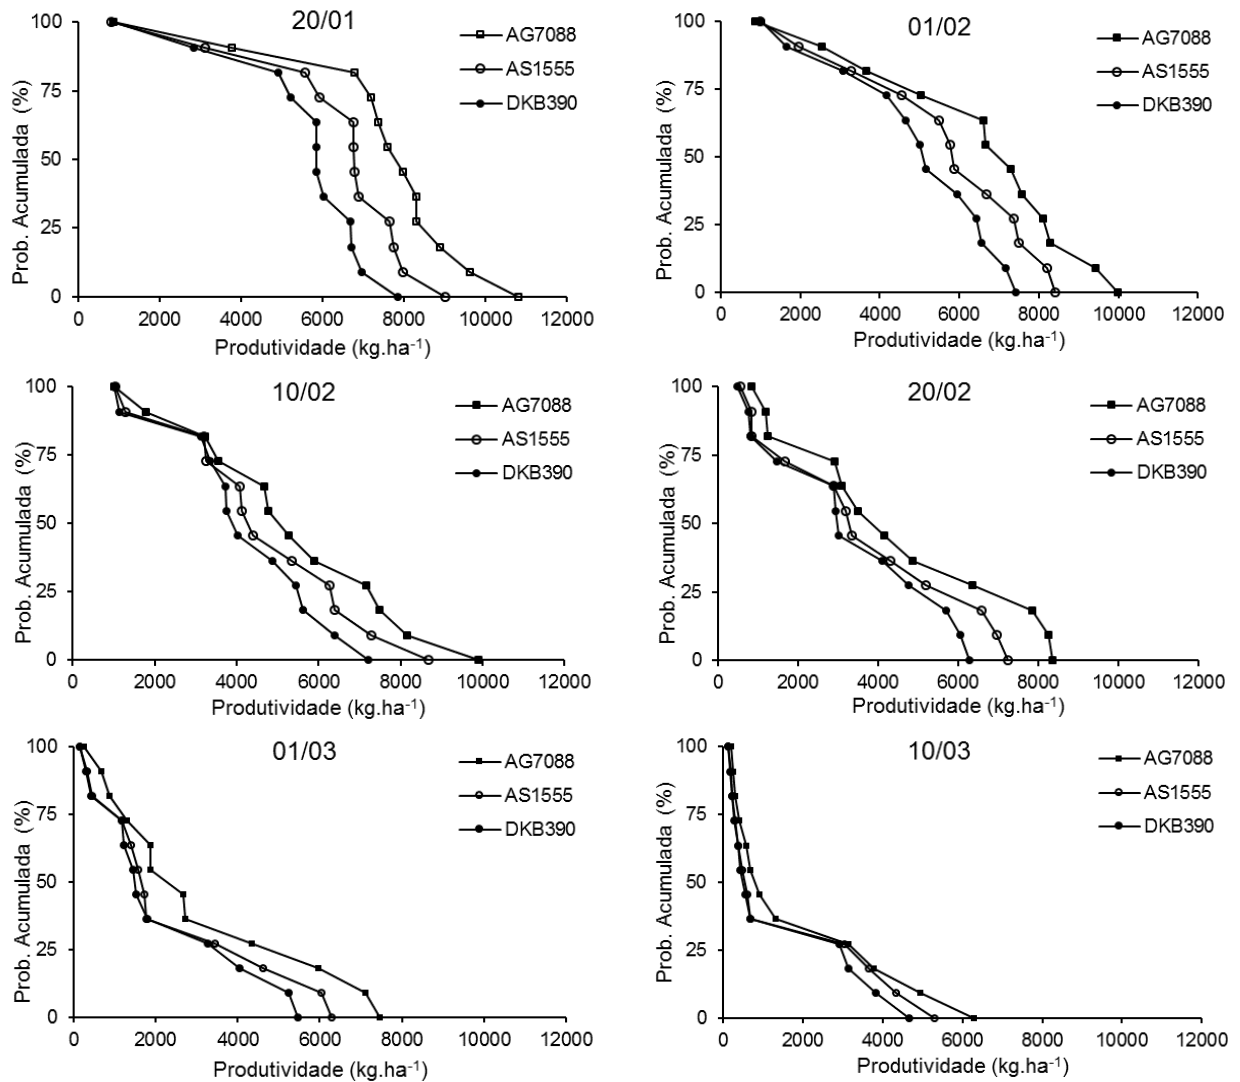 20/01
Prob. Acumulada (%)
100
75
50
25
0
0 2000 4000 6000 8000 10000 12000
Produtividade (kg.ha⁻¹)
AG7088
AS1555
DKB390
01/02
Prob. Acumulada (%)
100
75
50
25
0
0 2000 4000 6000 8000 10000 12000
Produtividade (kg.ha⁻¹)
AG7088
AS1555
DKB390
10/02
Prob. Acumulada (%)
100
75
50
25
0
0 2000 4000 6000 8000 10000 12000
Produtividade (kg.ha⁻¹)
AG7088
AS1555
DKB390
20/02
Prob. Acumulada (%)
100
75
50
25
0
0 2000 4000 6000 8000 10000 12000
Produtividade (kg.ha⁻¹)
AG7088
AS1555
DKB390
01/03
Prob. Acumulada (%)
100
75
50
25
0
0 2000 4000 6000 8000 10000 12000
Produtividade (kg.ha⁻¹)
AG7088
AS1555
DKB390
10/03
Prob. Acumulada (%)
100
75
50
25
0
0 2000 4000 6000 8000 10000 12000
Produtividade (kg.ha⁻¹)
AG7088
AS1555
DKB390